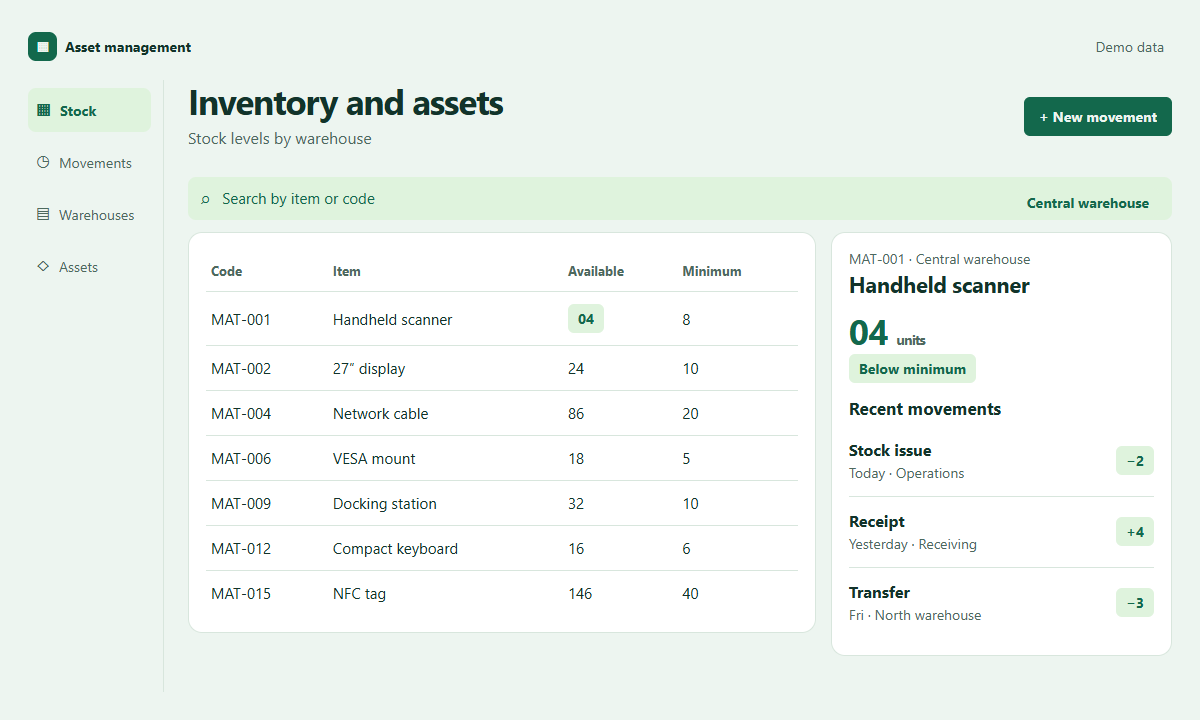 Asset management
Demo data
Stock
Movements
Warehouses
Assets
Inventory and assets
Stock levels by warehouse
+ New movement
Search by item or code
Central warehouse
Code Item Available Minimum
MAT-001 Handheld scanner 04 8
MAT-002 27″ display 24 10
MAT-004 Network cable 86 20
MAT-006 VESA mount 18 5
MAT-009 Docking station 32 10
MAT-012 Compact keyboard 16 6
MAT-015 NFC tag 146 40
MAT-001 · Central warehouse
Handheld scanner
04 units
Below minimum
Recent movements
Stock issue
Today · Operations
−2
Receipt
Yesterday · Receiving
+4
Transfer
Fri · North warehouse
−3